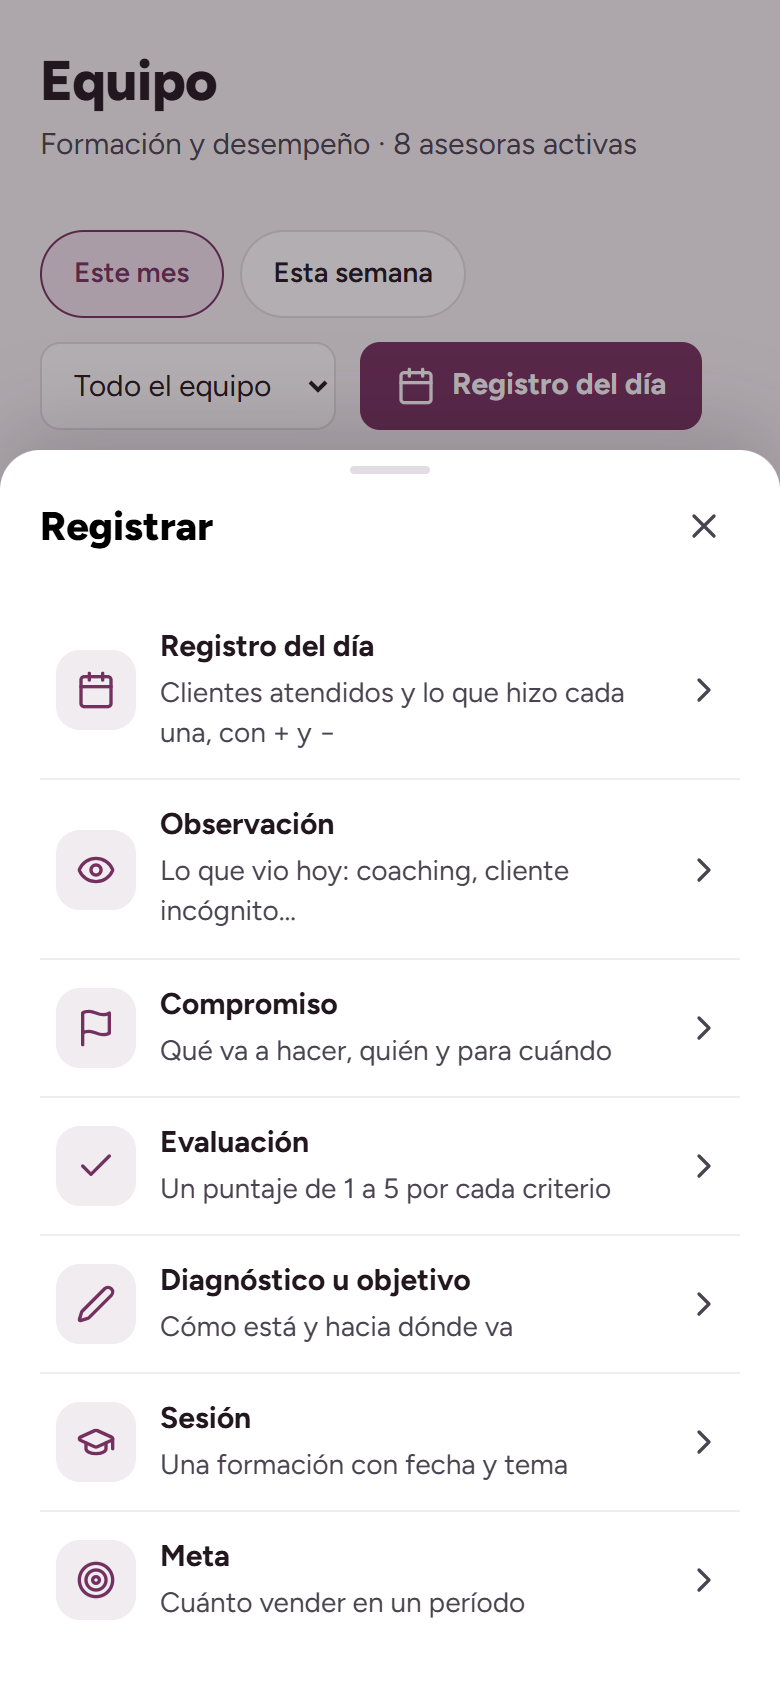 Equipo
Formación y desempeño · 8 asesoras activas
Este mes
Esta semana
Todo el equipo
Registro del día
Registrar
Registro del día
Clientes atendidos y lo que hizo cada
una, con + y −
Observación
Lo que vio hoy: coaching, cliente
incógnito…
Compromiso
Qué va a hacer, quién y para cuándo
Evaluación
Un puntaje de 1 a 5 por cada criterio
Diagnóstico u objetivo
Cómo está y hacia dónde va
Sesión
Una formación con fecha y tema
Meta
Cuánto vender en un período